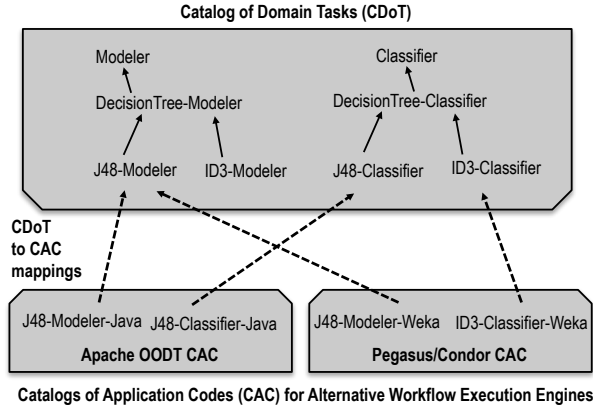 Catalog of Domain Tasks (CDoT)
Modeler
Classifier
DecisionTree-Modeler
DecisionTree-Classifier
J48-Modeler
ID3-Modeler
J48-Classifier
ID3-Classifier
CDoT
to CAC
mappings
J48-Modeler-Java
J48-Classifier-Java
J48-Modeler-Weka
ID3-Classifier-Weka
Apache OODT CAC
Pegasus/Condor CAC
Catalogs of Application Codes (CAC) for Alternative Workflow Execution Engines